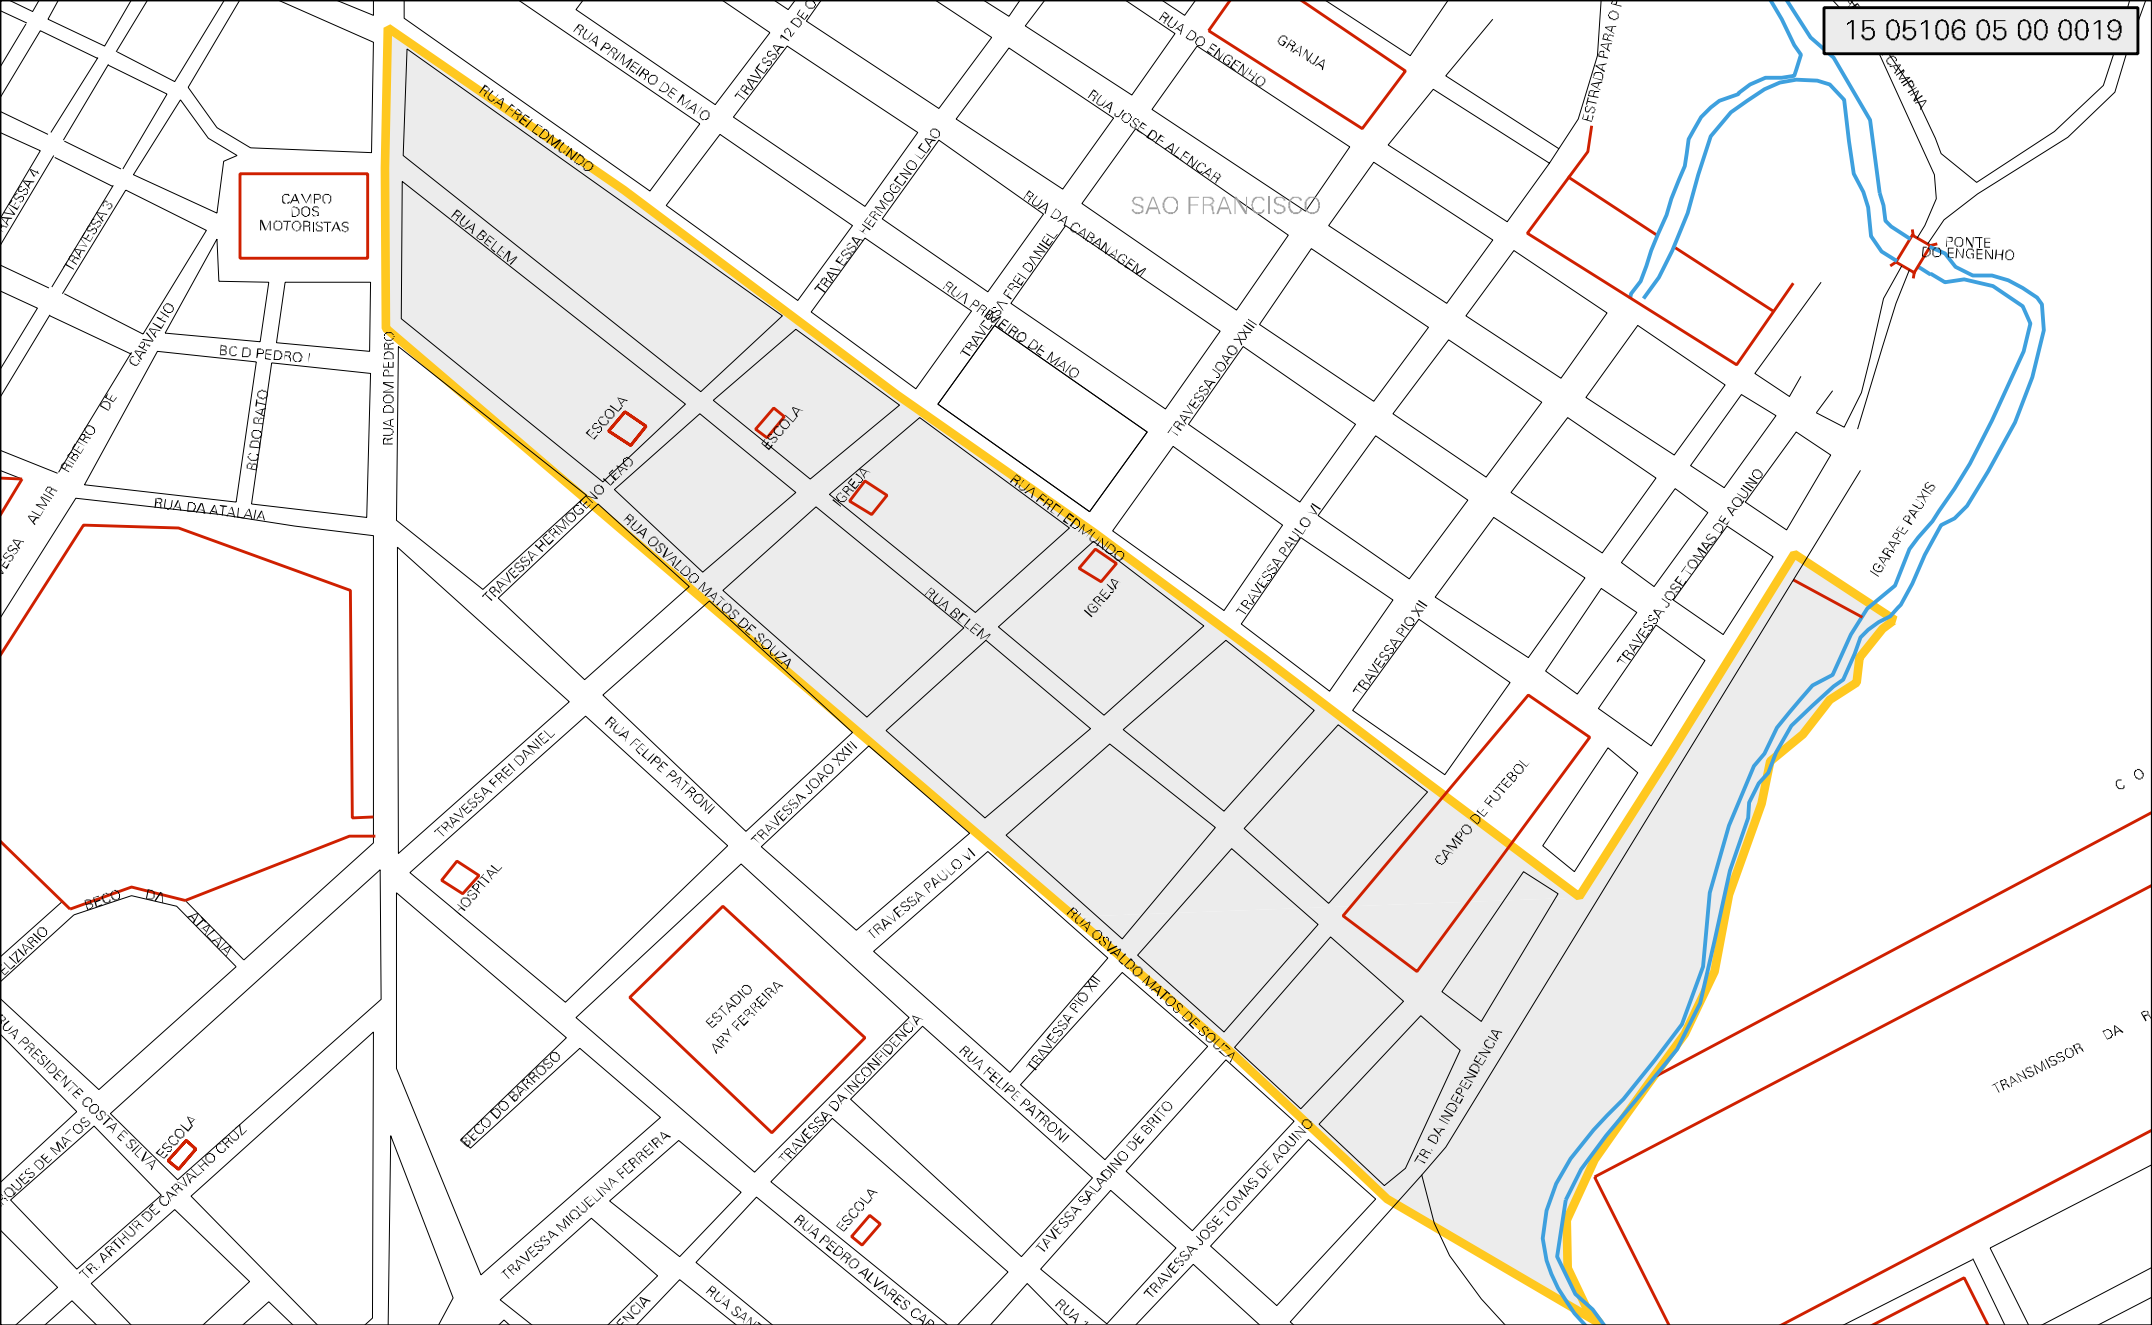 15 05106 05 00 0019
RUA PRIMEIRO DE MAIO
RUA DO ENGENHO
GRANJA
CAMPINA
RUA FREI EDMUNDO
RUA JOSE DE ALENCAR
TRAVESSA HERMOGENO LEAO
CAMPO
DOS
MOTORISTAS
TRAVESSA 3
RUA BELEM
RUA DA CABANAGEM
SAO FRANCISCO
TRAVESSA FREI DANIEL
PONTE
DO ENGENHO
RUA PRIMEIRO DE MAIO
TRAVESSA JOAO XXIII
BC D PEDRO I
RUA DOM PEDRO
BC DO RATO
ALMIR
RIBEIRO
DE
CARVALHO
RUA DA ATALAIA
ESCOLA
ESCOLA
IGREJA
RUA FREI EDMUNDO
IGREJA
TRAVESSA HERMOGENO LEAO
RUA OSVALDO MATOS DE SOUZA
RUA BELEM
TRAVESSA PAULO VI
TRAVESSA PIO XII
TRAVESSA JOSE TOMAS DE AQUINO
IGARAPE PAUXIS
TRAVESSA FREI DANIEL
RUA FELIPE PATRONI
TRAVESSA JOAO XXIII
CAMPO DE FUTEBOL
HOSPITAL
TRAVESSA PAULO VI
BECO
DA
ATALAIA
ELIZIARIO
RUA OSVALDO MATOS DE SOUZA
ESTADIO
ARY FERREIRA
TRAVESSA PIO XII
TRAVESSA DA INCONFIDENCA
RUA FELIPE PATRONI
TR. DA INDEPENDENCIA
TRANSMISSOR
DA
C O
RUA PRESIDENTE COSTA E SILVA
BECO DO BARROSO
ESCOLA
TR. ARTHUR DE CARVALHO CRUZ
TRAVESSA MIQUELINA FERREIRA
TAVESSA SALADINO DE BRITO
TRAVESSA JOSE TOMAS DE AQUINO
ESCOLA
RUA PEDRO ALVARES CAB